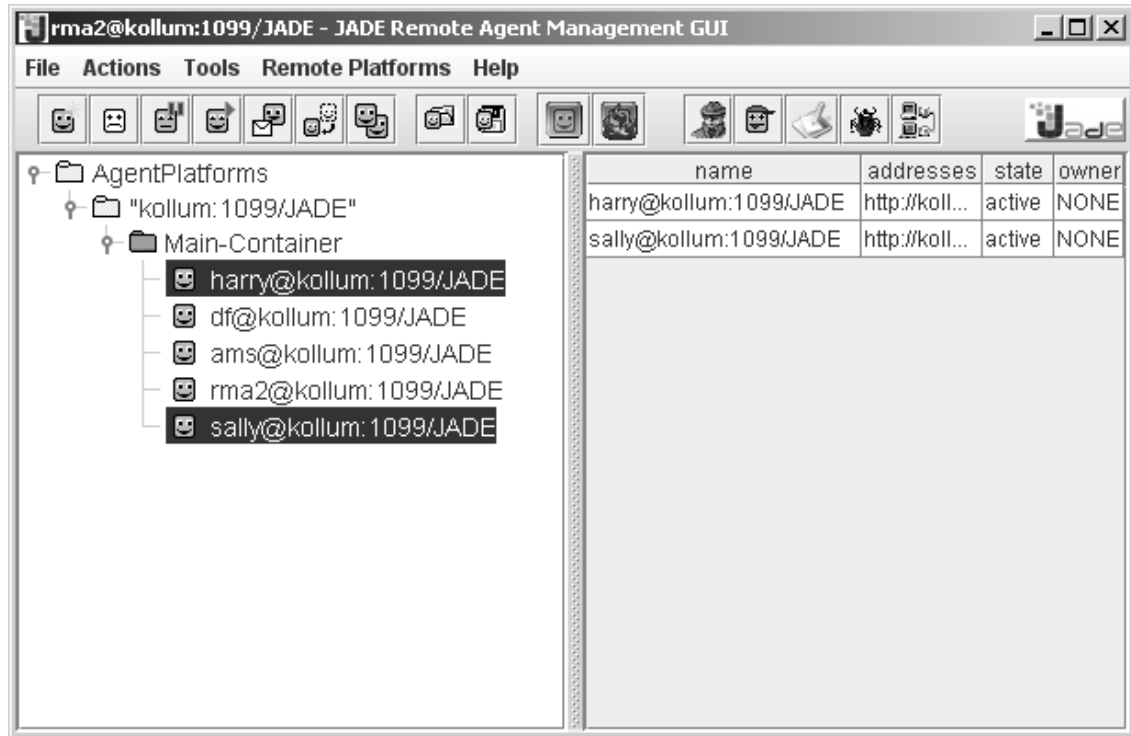 rma2@kollum:1099/JADE - JADE Remote Agent Management GUI
File Actions Tools Remote Platforms Help
Jade
AgentPlatforms
"kollum:1099/JADE"
Main-Container
harry@kollum:1099/JADE
df@kollum:1099/JADE
ams@kollum:1099/JADE
rma2@kollum:1099/JADE
sally@kollum:1099/JADE
name addresses state owner
harry@kollum:1099/JADE http://koll... active NONE
sally@kollum:1099/JADE http://koll... active NONE